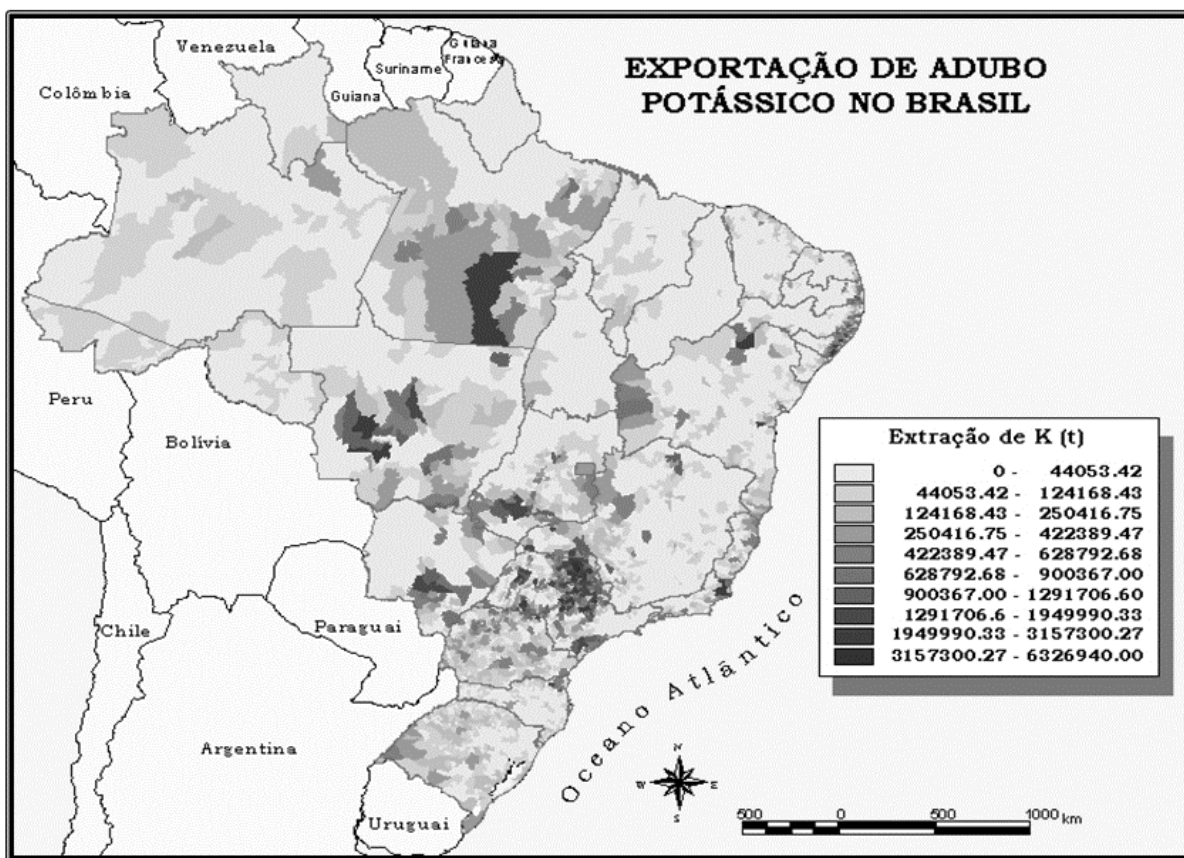 EXPORTAÇÃO DE ADUBO
POTÁSSICO NO BRASIL
Venezuela
Guiana
Francesa
Suriname
Colômbia
Guiana
Peru
Bolívia
Extração de K (t)
0 - 44053.42
44053.42 - 124168.43
124168.43 - 250416.75
250416.75 - 422389.47
422389.47 - 628792.68
628792.68 - 900367.00
900367.00 - 1291706.60
1291706.6 - 1949990.33
1949990.33 - 3157300.27
3157300.27 - 6326940.00
Chile
Paraguai
Oceano Atlântico
Argentina
N
W E
S
Uruguai
500 0 500 1000 km